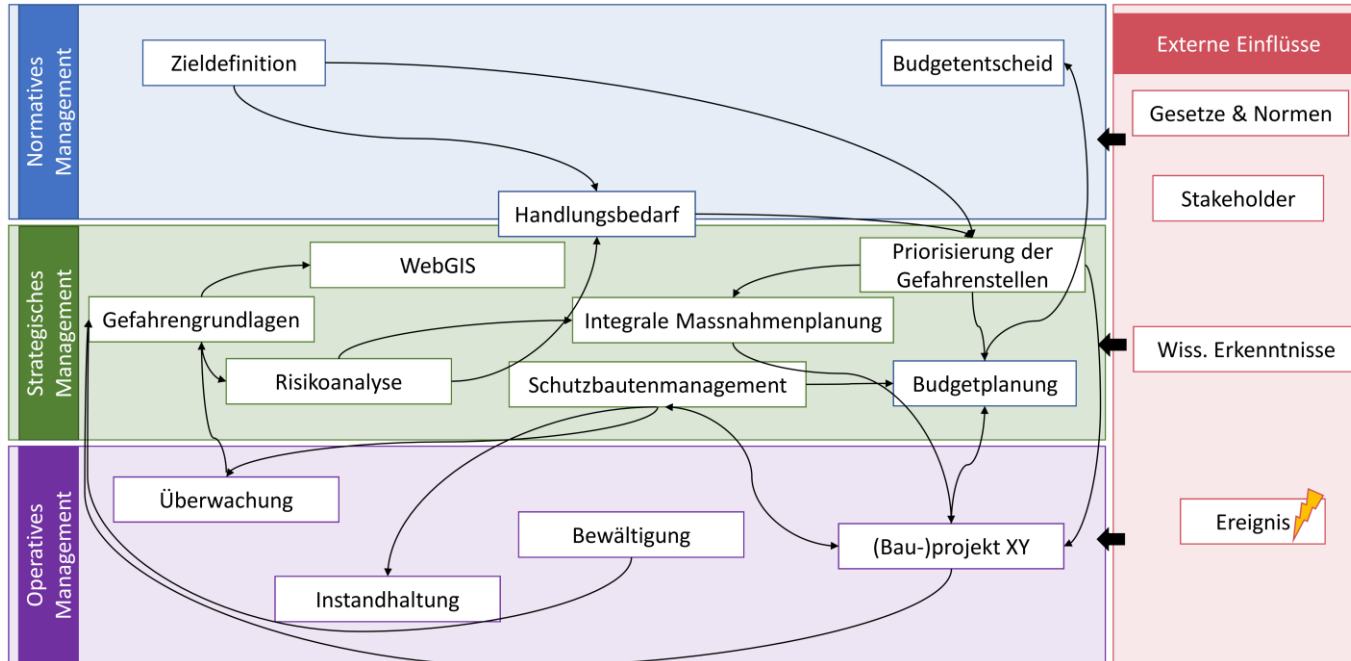 Normatives
Management
Zieldefinition
Budgetentscheid
Handlungsbedarf
Strategisches
Management
WebGIS
Priorisierung der
Gefahrenstellen
Gefahrengrundlagen
Integrale Massnahmenplanung
Risikoanalyse
Schutzbautenmanagement
Budgetplanung
Operatives
Management
Überwachung
Bewältigung
(Bau-)projekt XY
Instandhaltung
Externe Einflüsse
Gesetze & Normen
Stakeholder
Wiss. Erkenntnisse
Ereignis